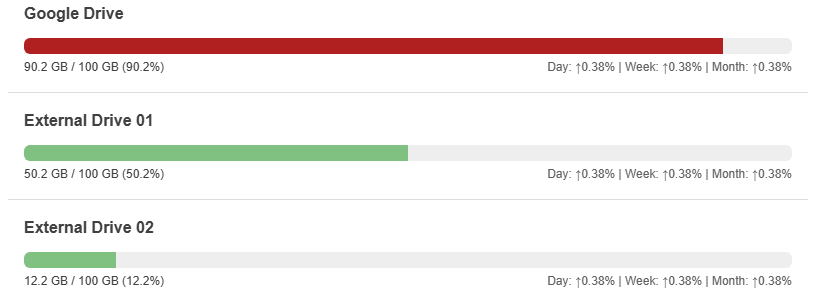 Google Drive
90.2 GB / 100 GB (90.2%) Day: ↑0.38% | Week: ↑0.38% | Month: ↑0.38%
External Drive 01
50.2 GB / 100 GB (50.2%) Day: ↑0.38% | Week: ↑0.38% | Month: ↑0.38%
External Drive 02
12.2 GB / 100 GB (12.2%) Day: ↑0.38% | Week: ↑0.38% | Month: ↑0.38%